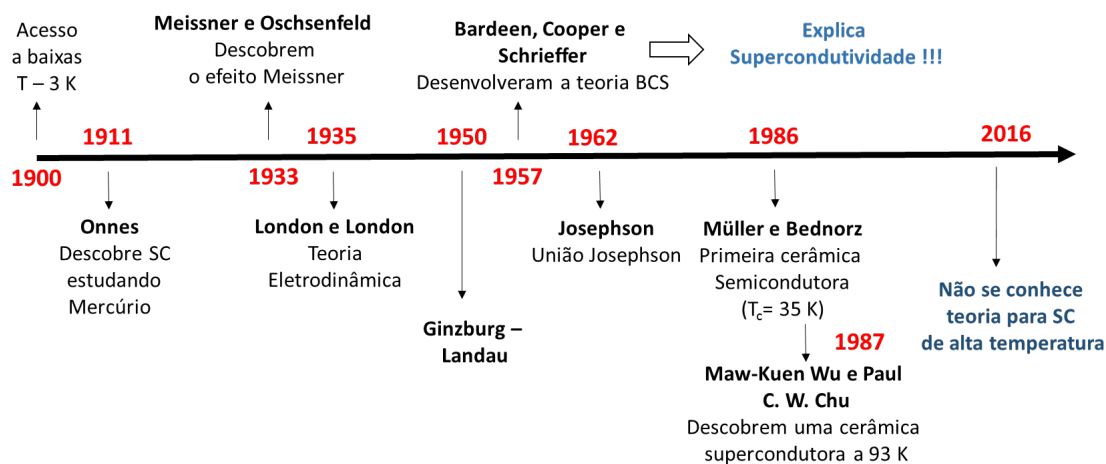 Acesso
a baixas
T – 3 K
Meissner e Oschsenfeld
Descobrem
o efeito Meissner
Bardeen, Cooper e
Schrieffer
Desenvolveram a teoria BCS
Explica
Supercondutividade !!!
1911
1935
1950
1962
1986
2016
1900
1933
1957
Onnes
Descobre SC
estudando
Mercúrio
London e London
Teoria
Eletrodinâmica
Ginzburg –
Landau
Josephson
União Josephson
Müller e Bednorz
Primeira cerâmica
Semicondutora
(Tc= 35 K)
1987
Maw-Kuen Wu e Paul
C. W. Chu
Descobrem uma cerâmica
supercondutora a 93 K
Não se conhece
teoria para SC
de alta temperatura